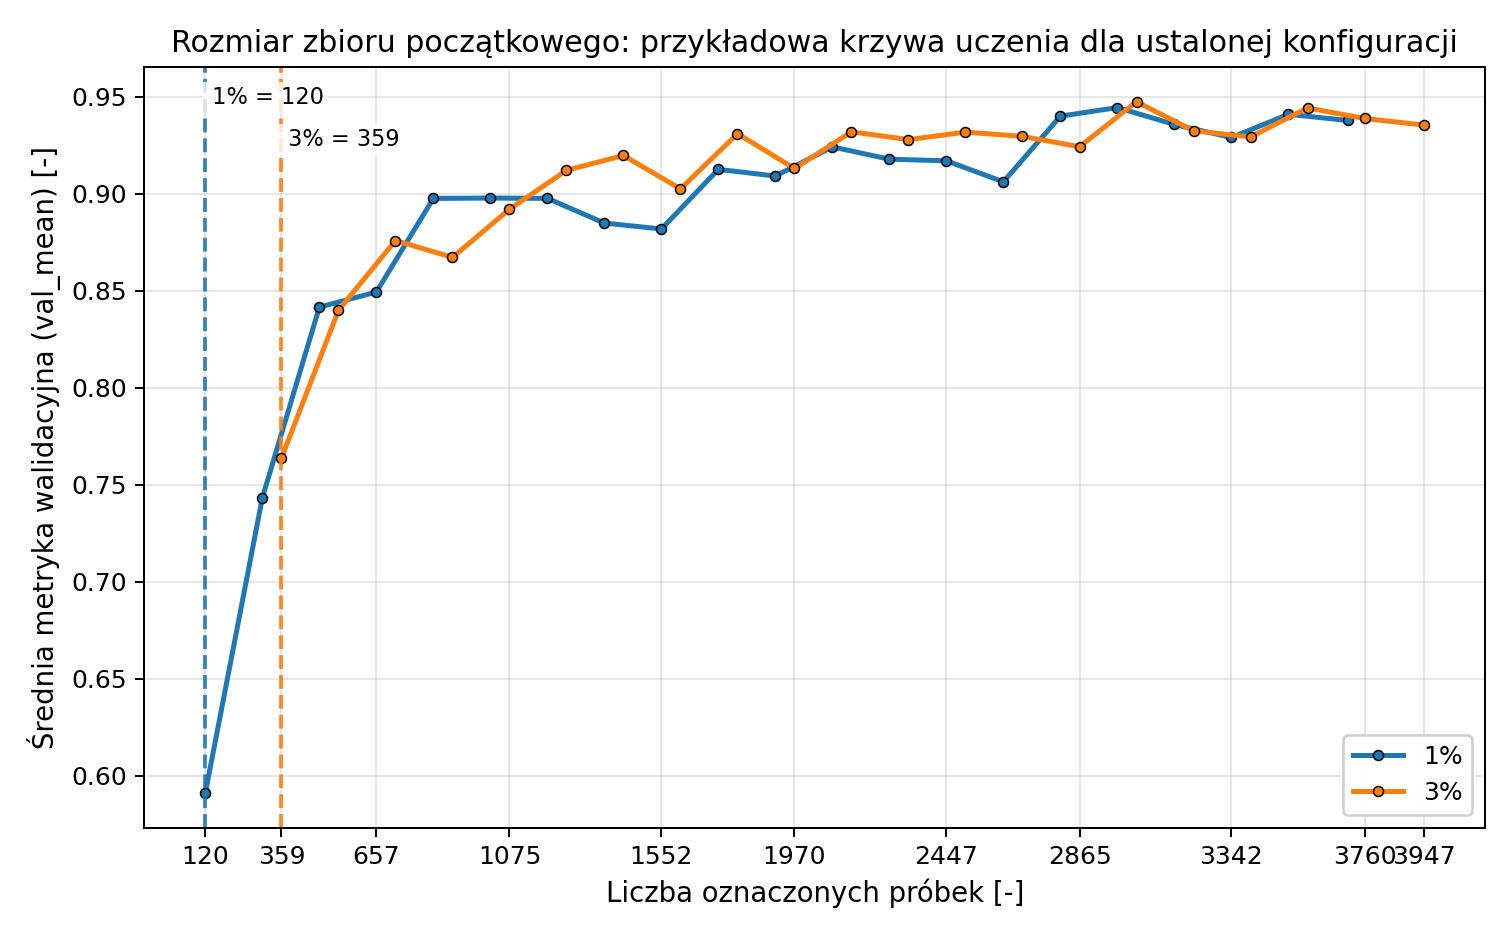 Rozmiar zbioru początkowego: przykładowa krzywa uczenia dla ustalonej konfiguracji
Średnia metryka walidacyjna (val_mean) [-]
0.95
0.90
0.85
0.80
0.75
0.70
0.65
0.60
1% = 120
3% = 359
1%
3%
120 359 657 1075 1552 1970 2447 2865 3342 3760 3947
Liczba oznaczonych próbek [-]